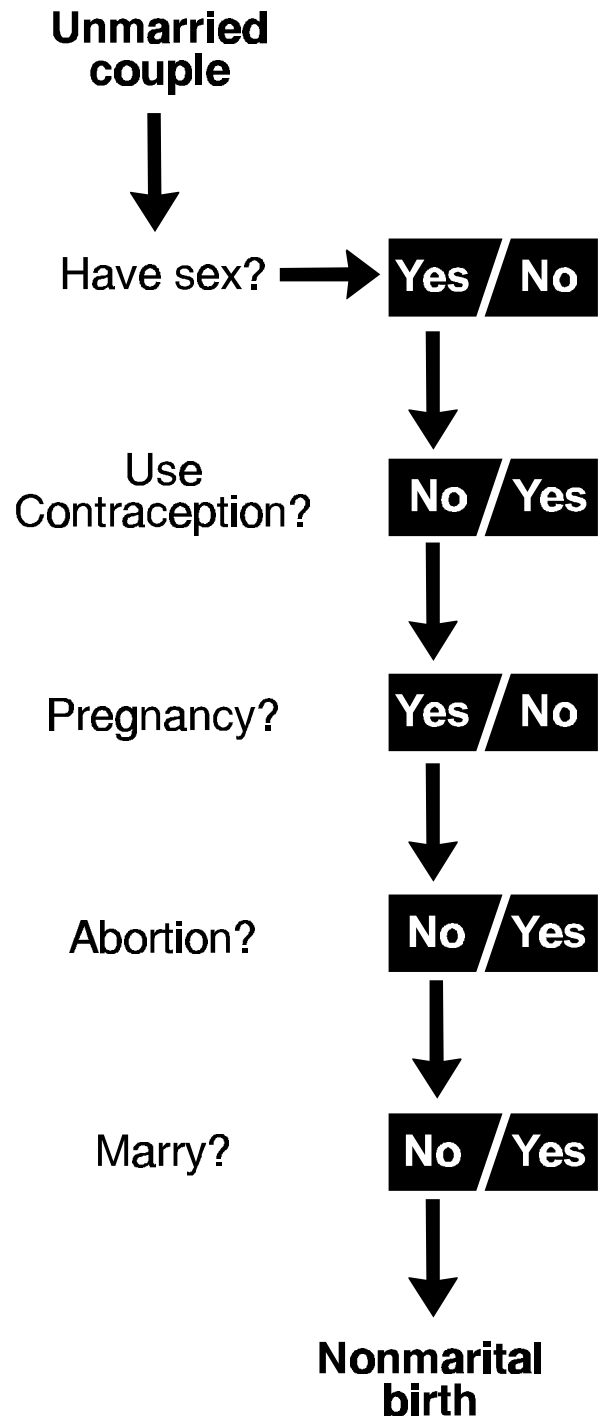 Unmarried
couple
Have sex? Yes / No
Use
Contraception? No / Yes
Pregnancy? Yes / No
Abortion? No / Yes
Marry? No / Yes
Nonmarital
birth